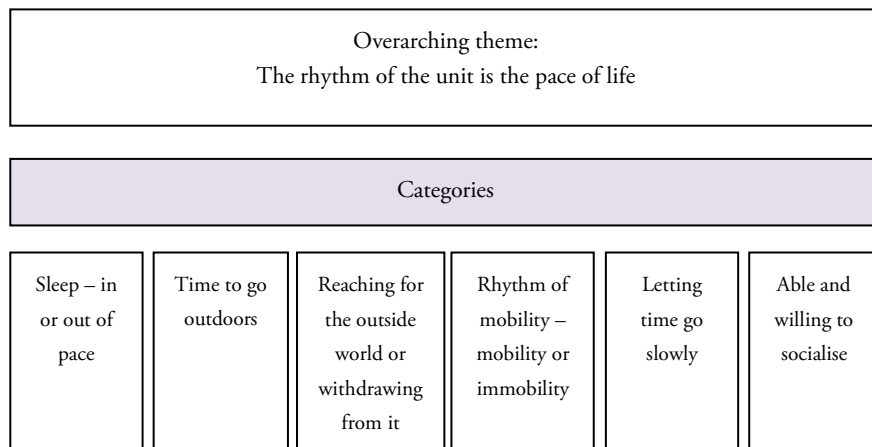 Overarching theme:
The rhythm of the unit is the pace of life
Categories
Sleep – in
or out of
pace
Time to go
outdoors
Reaching for
the outside
world or
withdrawing
from it
Rhythm of
mobility –
mobility or
immobility
Letting
time go
slowly
Able and
willing to
socialise